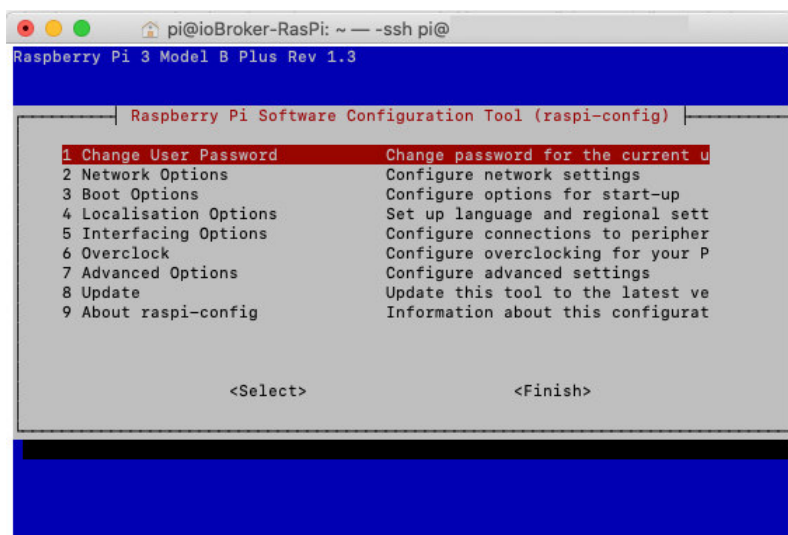 pi@ioBroker-RasPi: ~ — -ssh pi@
Raspberry Pi 3 Model B Plus Rev 1.3
Raspberry Pi Software Configuration Tool (raspi-config)
1 Change User Password Change password for the current u
2 Network Options Configure network settings
3 Boot Options Configure options for start-up
4 Localisation Options Set up language and regional sett
5 Interfacing Options Configure connections to peripher
6 Overclock Configure overclocking for your P
7 Advanced Options Configure advanced settings
8 Update Update this tool to the latest ve
9 About raspi-config Information about this configurat
<Select> <Finish>